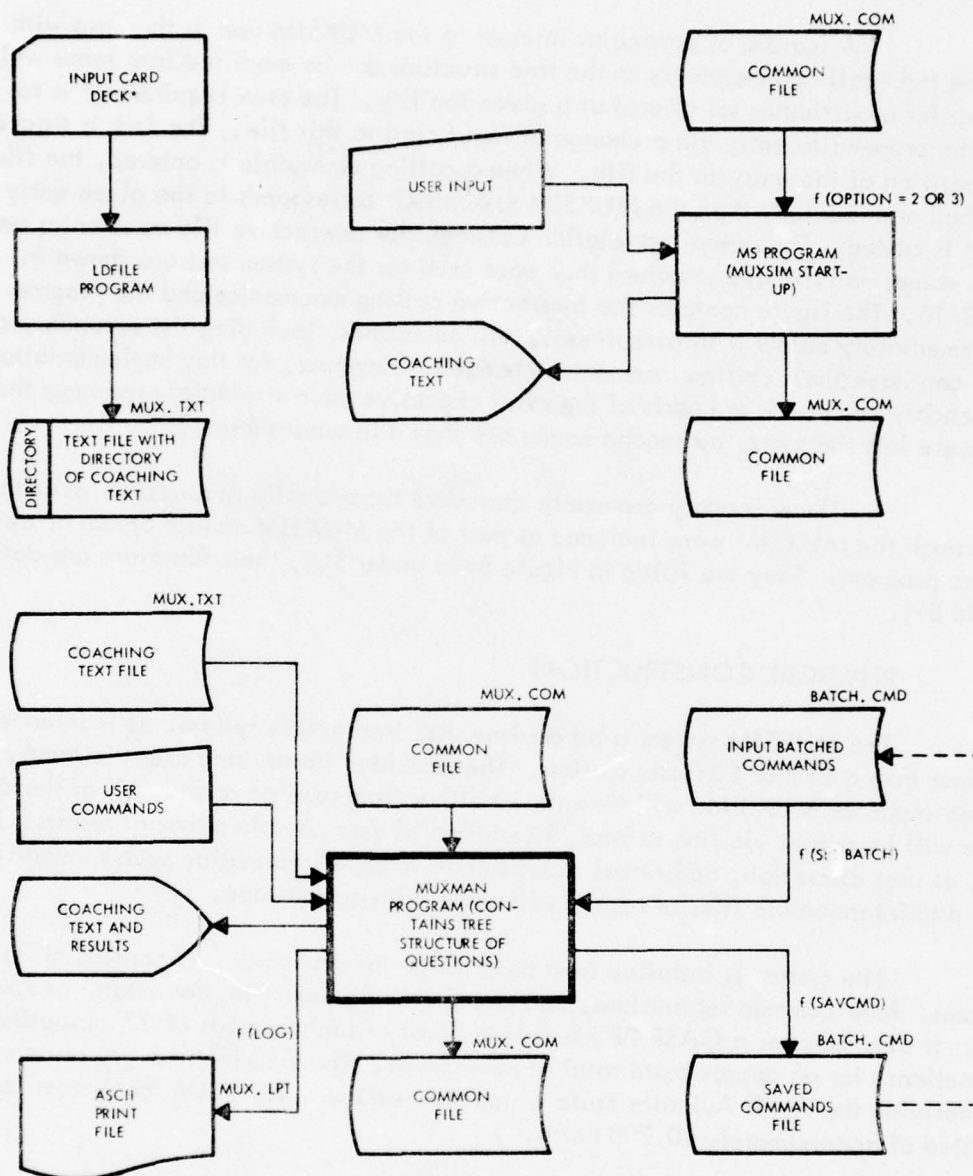 MUX. COM
INPUT CARD
DECK*
COMMON
FILE
USER INPUT
f (OPTION = 2 OR 3)
LDFILE
PROGRAM
MS PROGRAM
(MUXSIM START-
UP)
COACHING
TEXT
MUX. TXT
MUX. COM
DIRECTORY
TEXT FILE WITH
DIRECTORY
OF COACHING
TEXT
COMMON
FILE
MUX.TXT
COACHING
TEXT FILE
MUX. COM
BATCH. CMD
COMMON
FILE
INPUT BATCHED
COMMANDS
USER
COMMANDS
f (SET BATCH)
COACHING
TEXT AND
RESULTS
MUXMAN
PROGRAM (CON-
TAINS TREE
STRUCTURE OF
QUESTIONS)
f (LOG)
f (SAVCMD)
MUX. LPT
MUX. COM
BATCH. CMD
ASCII
PRINT
FILE
COMMON
FILE
SAVED
COMMANDS
FILE